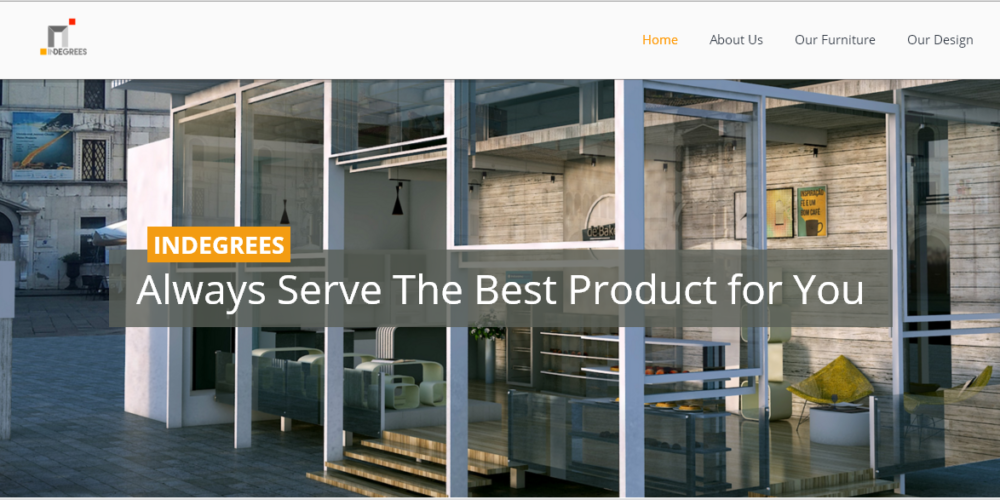 INDEGREES
Home
About Us
Our Furniture
Our Design
INDEGREES
Always Serve The Best Product for You